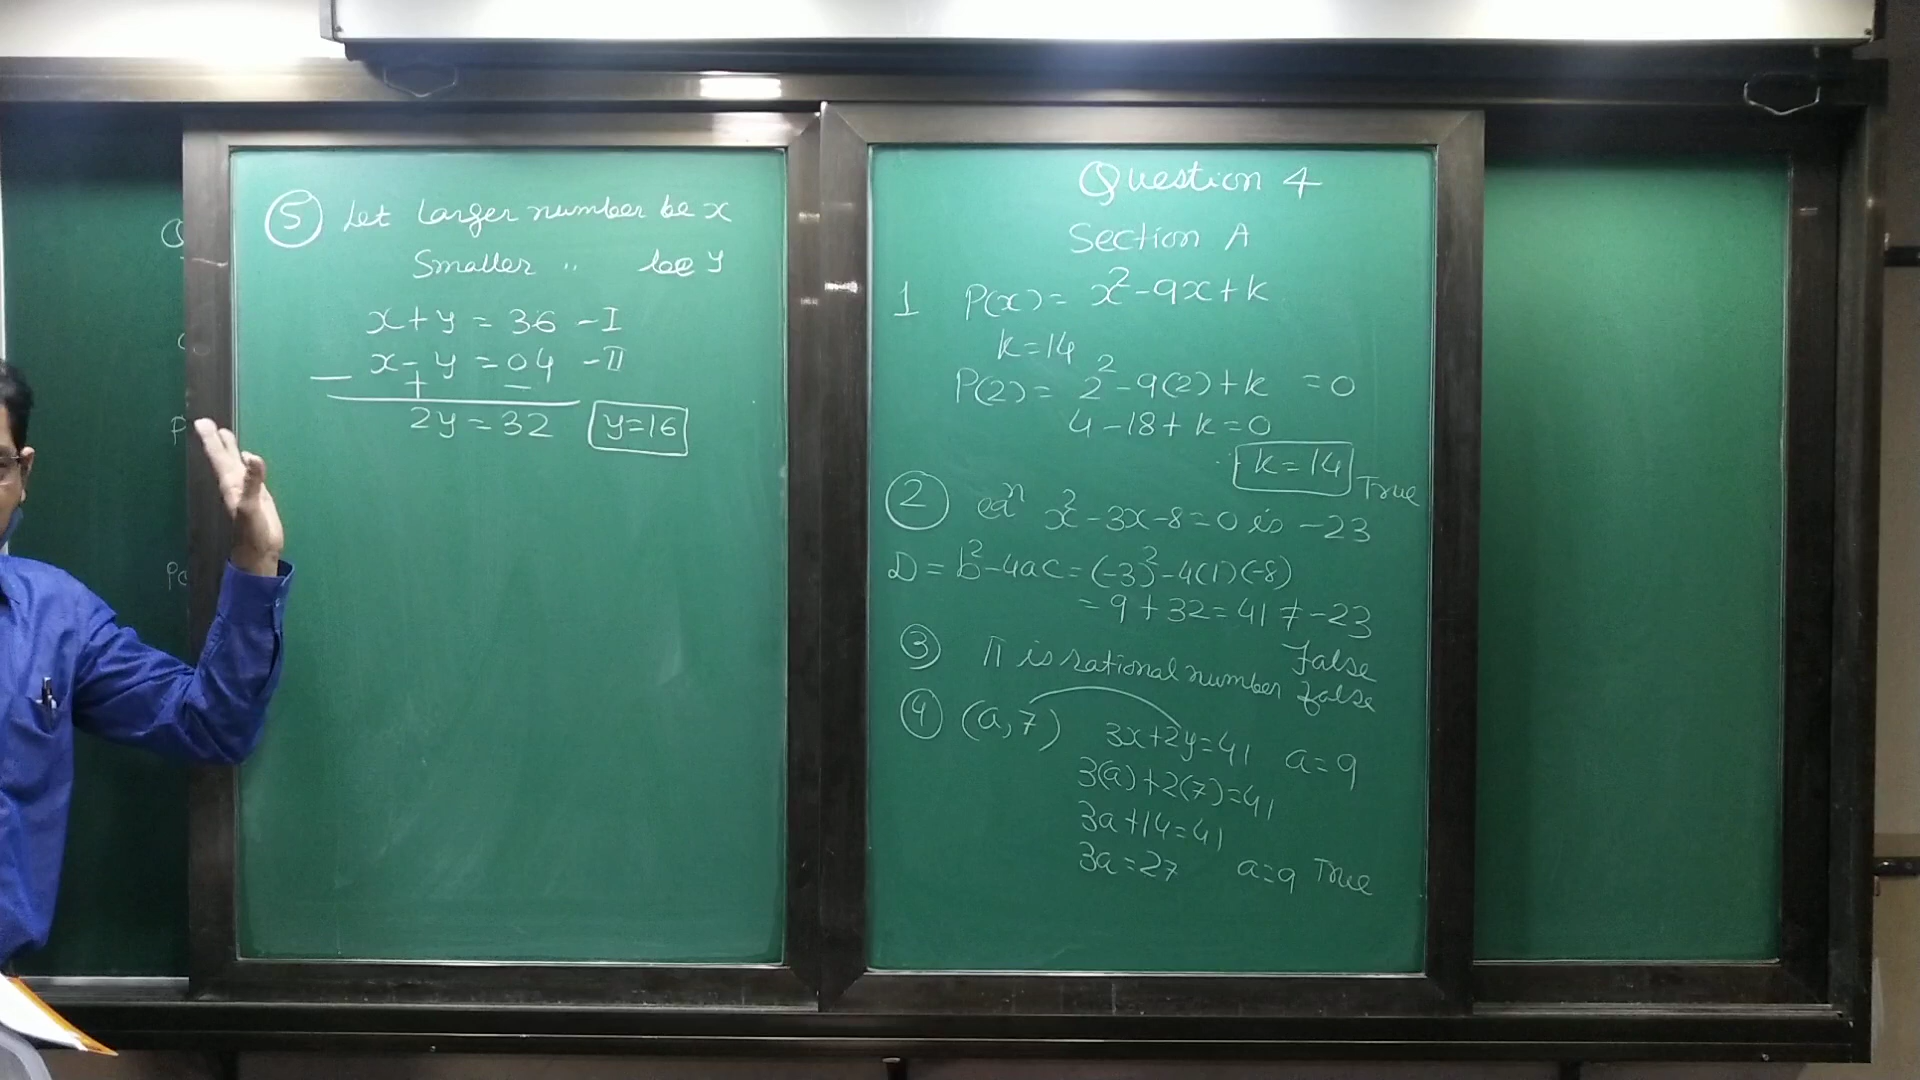 ⑤ Let Larger number be x
Smaller " be y
x+y = 36 - I
x-y = 04 - II
- + -
2y = 32 y=16
Question 4
Section A
1 P(x) = x²-9x+k
k=14
P(2) = 2²-9(2)+k = 0
4-18+k=0
k=14 True
② eqⁿ x²-3x-8=0 is -23
D = b²-4ac = (-3)²-4(1)(-8)
= 9+32 = 41 ≠ -23
False
③ π is rational number false
④ (a,7) 3x+2y=41 a=9
3(a)+2(7)=41
3a+14=41
3a=27 a=9 True